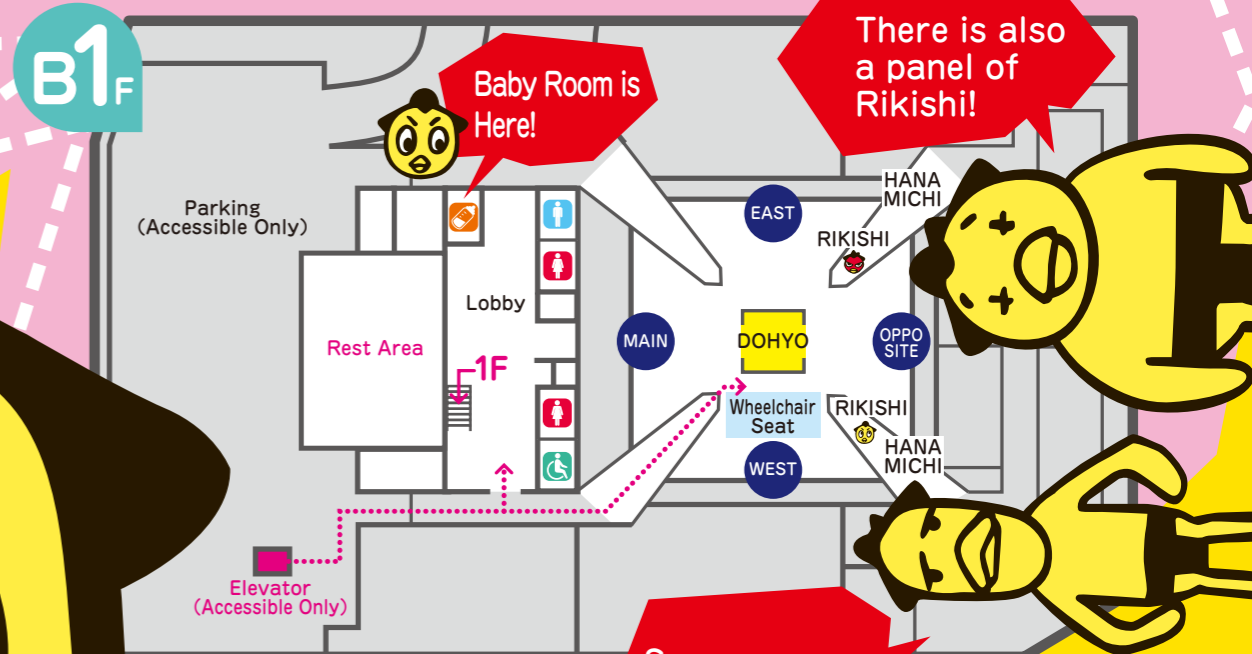 B1F
There is also
a panel of
Rikishi!
Baby Room is
Here!
Parking
(Accessible Only)
HANA
MICHI
EAST
RIKISHI
Lobby
Rest Area
MAIN
DOHYO
OPPO
SITE
1F
Wheelchair
Seat
RIKISHI
HANA
MICHI
WEST
Elevator
(Accessible Only)